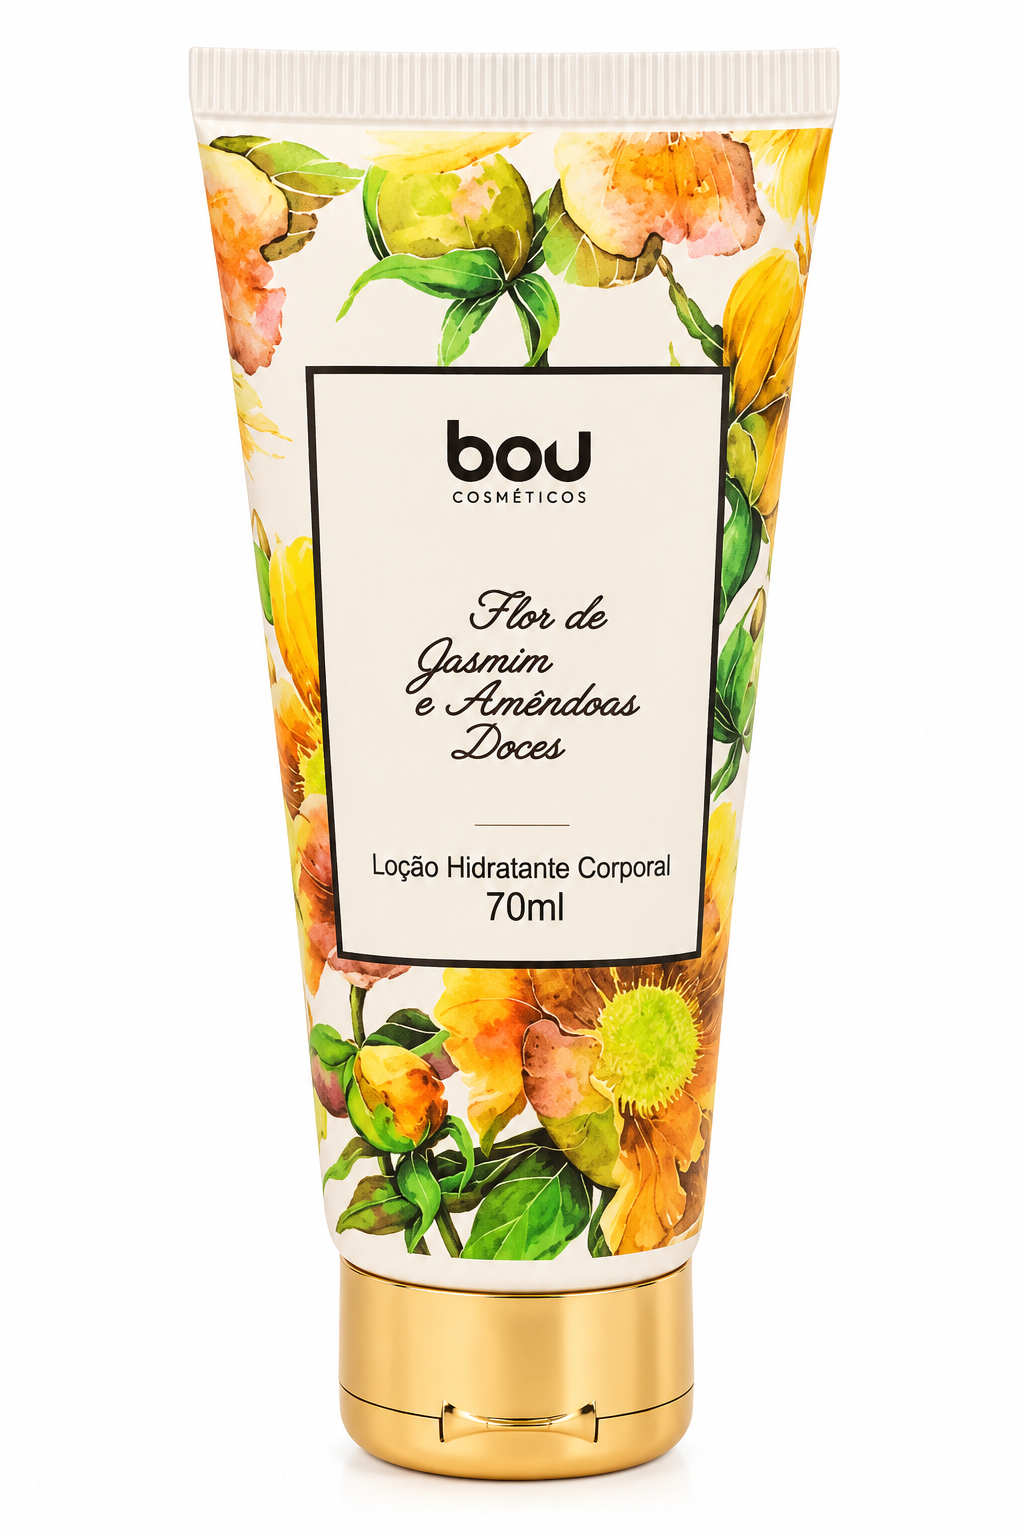 bou
COSMÉTICOS
Flor de
Jasmim
e Amêndoas
Doces
Loção Hidratante Corporal
70ml